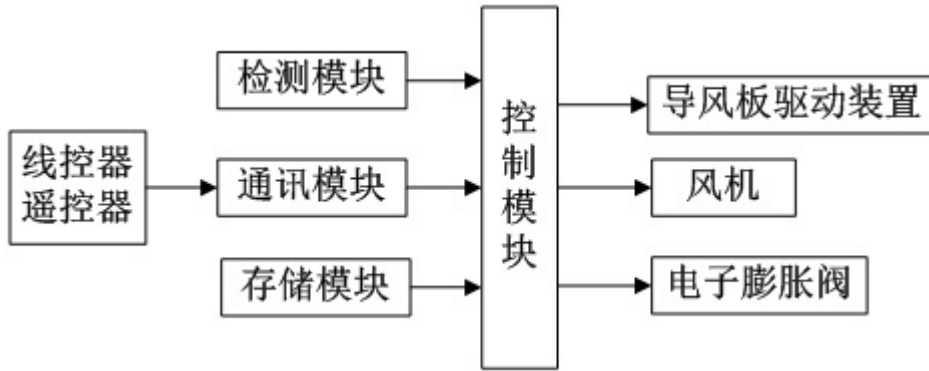 检测模块
线控器
遥控器
通讯模块
存储模块
控制模块
导风板驱动装置
风机
电子膨胀阀